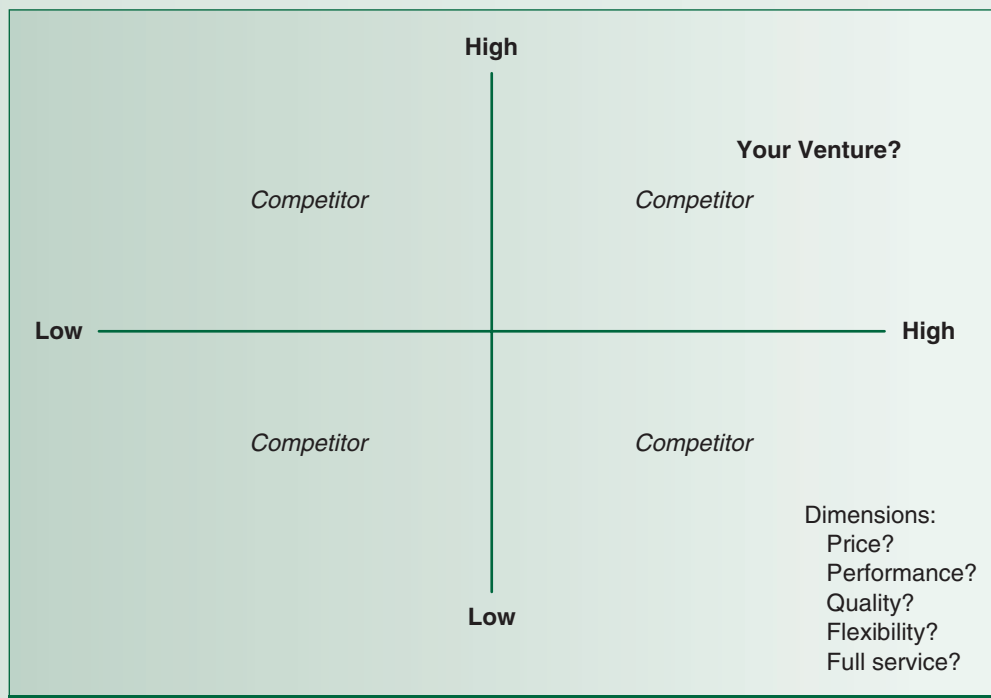 High
Your Venture?
Competitor
Competitor
Low
High
Competitor
Competitor
Dimensions:
Price?
Performance?
Quality?
Flexibility?
Full service?
Low